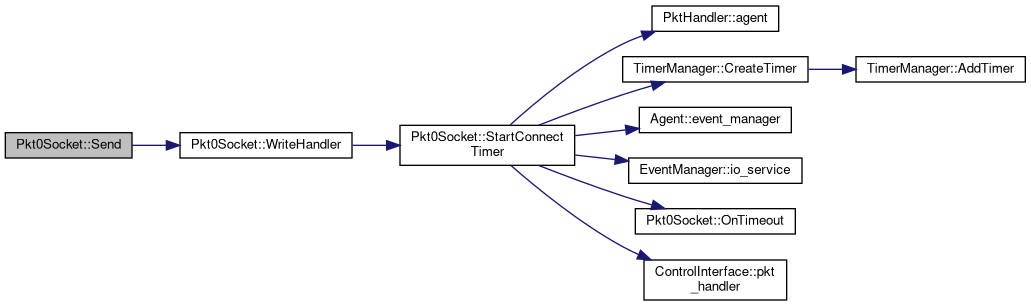 Pkt0Socket::Send
Pkt0Socket::WriteHandler
Pkt0Socket::StartConnect
Timer
PktHandler::agent
TimerManager::CreateTimer
TimerManager::AddTimer
Agent::event_manager
EventManager::io_service
Pkt0Socket::OnTimeout
ControlInterface::pkt
_handler